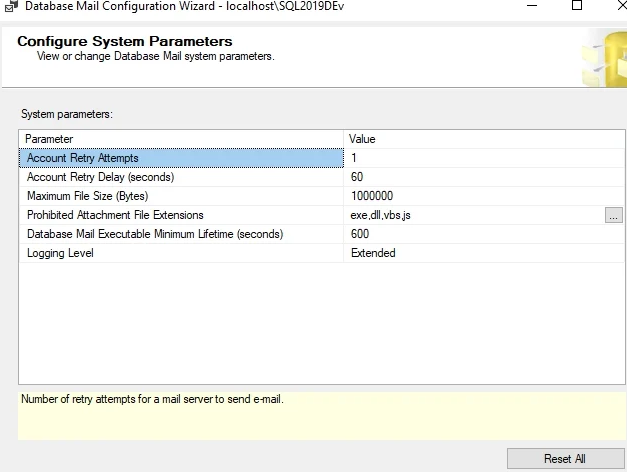 Database Mail Configuration Wizard - localhost\SQL2019DEv
Configure System Parameters
View or change Database Mail system parameters.
System parameters:
Parameter Value
Account Retry Attempts 1
Account Retry Delay (seconds) 60
Maximum File Size (Bytes) 1000000
Prohibited Attachment File Extensions exe,dll,vbs,js ...
Database Mail Executable Minimum Lifetime (seconds) 600
Logging Level Extended
Number of retry attempts for a mail server to send e-mail.
Reset All